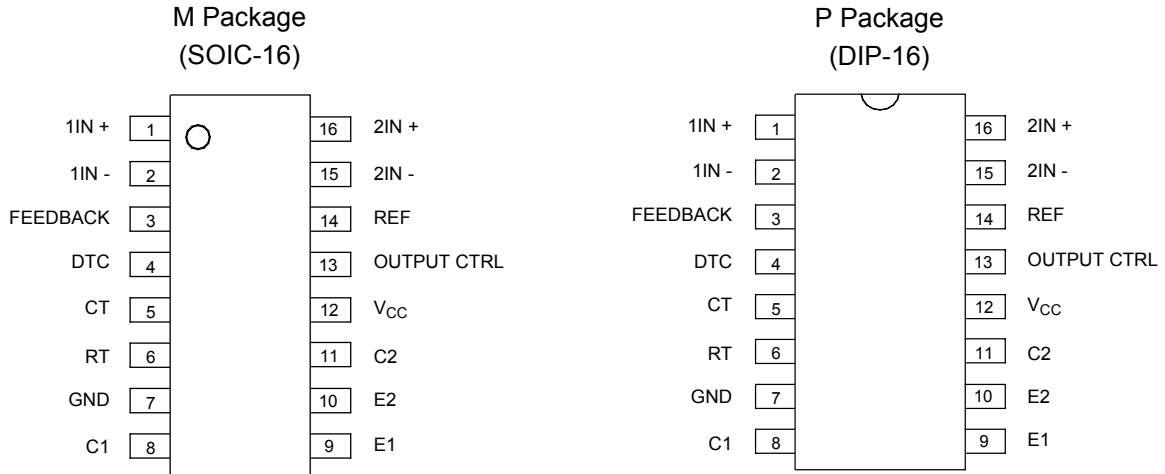 M Package
(SOIC-16)
1IN + 1 16 2IN +
1IN - 2 15 2IN -
FEEDBACK 3 14 REF
DTC 4 13 OUTPUT CTRL
CT 5 12 VCC
RT 6 11 C2
GND 7 10 E2
C1 8 9 E1
P Package
(DIP-16)
1IN + 1 16 2IN +
1IN - 2 15 2IN -
FEEDBACK 3 14 REF
DTC 4 13 OUTPUT CTRL
CT 5 12 VCC
RT 6 11 C2
GND 7 10 E2
C1 8 9 E1